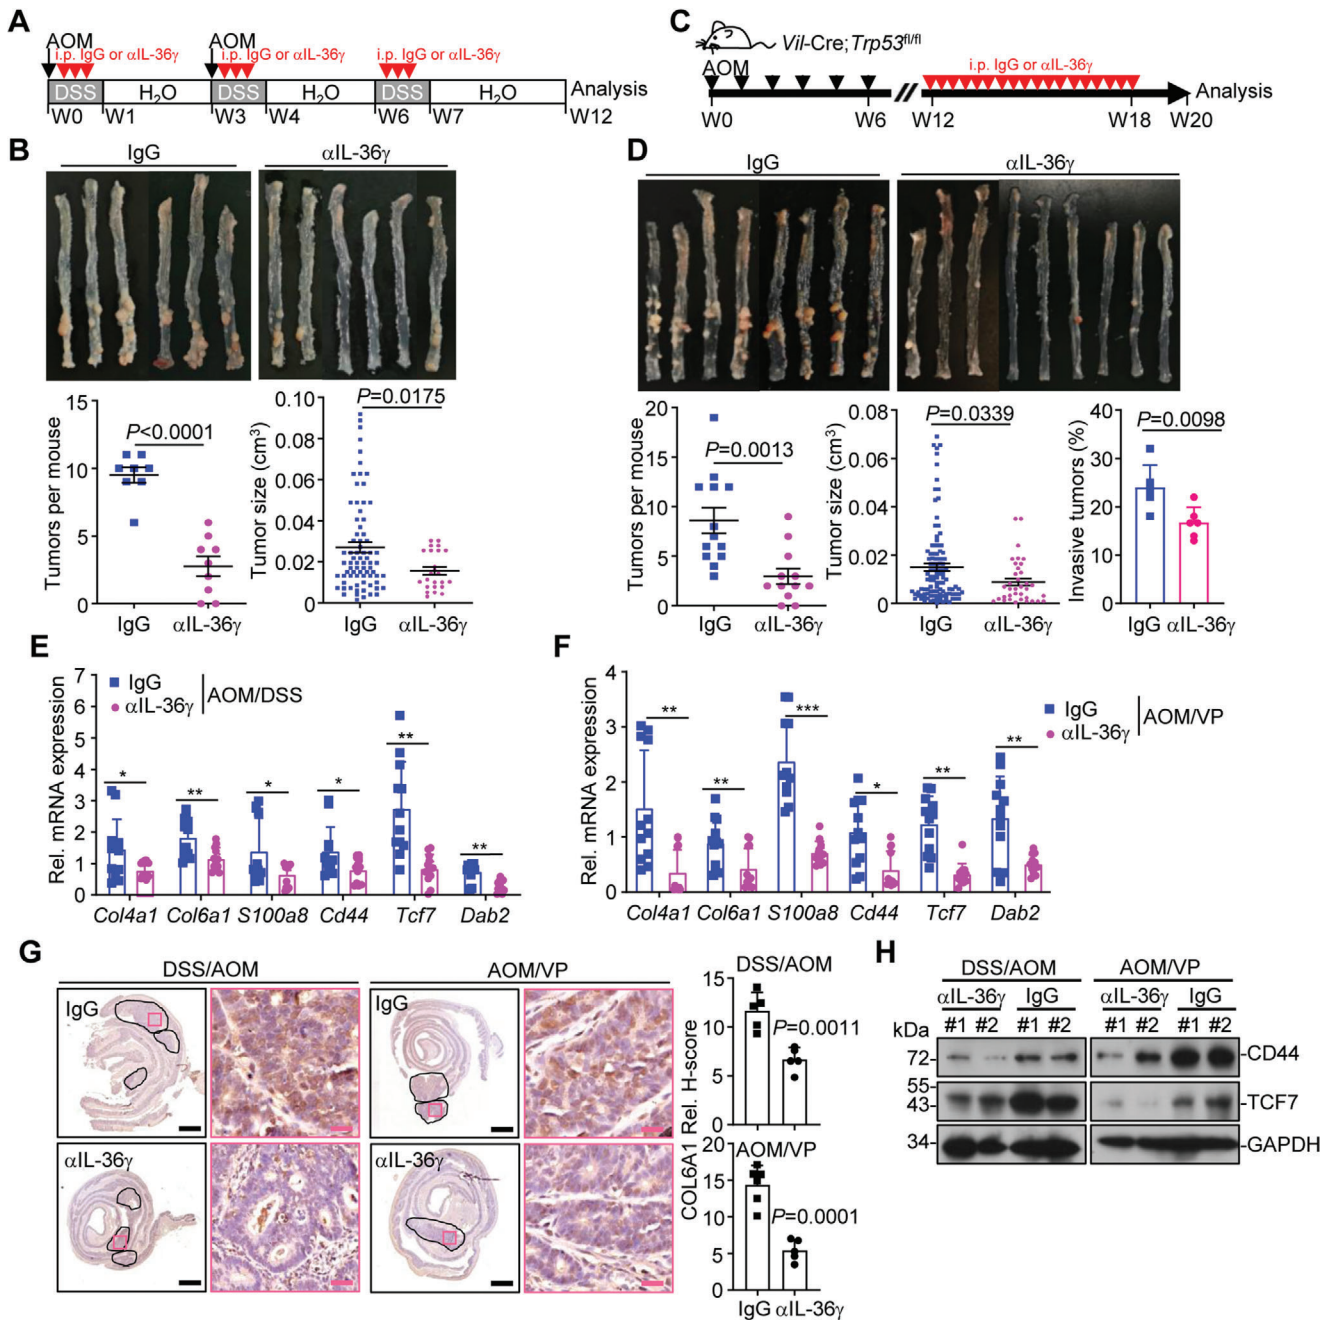 A
AOM
AOM
i.p. IgG or αIL-36γ
i.p. IgG or αIL-36γ
i.p. IgG or αIL-36γ
DSS
H2O
DSS
H2O
DSS
H2O
Analysis
W0 W1 W3 W4 W6 W7 W12
C
Vil-Cre;Trp53fl/fl
AOM
i.p. IgG or αIL-36γ
Analysis
W0 W6 W12 W18 W20
B
IgG
αIL-36γ
Tumors per mouse
15
10
5
0
P<0.0001
IgG
αIL-36γ
Tumor size (cm³)
0.10
0.08
0.06
0.04
0.02
0
P=0.0175
IgG
αIL-36γ
D
IgG
αIL-36γ
Tumors per mouse
20
15
10
5
0
P=0.0013
IgG
αIL-36γ
Tumor size (cm³)
0.08
0.06
0.04
0.02
0
P=0.0339
IgG
αIL-36γ
Invasive tumors (%)
40
30
20
10
0
P=0.0098
IgG αIL-36γ
E
Rel. mRNA expression
7
6
5
4
3
2
1
0
IgG
αIL-36γ
AOM/DSS
*
**
*
*
**
**
Col4a1 Col6a1 S100a8 Cd44 Tcf7 Dab2
F
Rel. mRNA expression
4
3
2
1
0
**
**
***
*
**
**
IgG
αIL-36γ
AOM/VP
Col4a1 Col6a1 S100a8 Cd44 Tcf7 Dab2
G
DSS/AOM
AOM/VP
IgG
IgG
αIL-36γ
αIL-36γ
COL6A1 Rel. H-score
DSS/AOM
15
10
5
0
P=0.0011
AOM/VP
20
15
10
5
0
P=0.0001
IgG αIL-36γ
H
DSS/AOM
AOM/VP
αIL-36γ IgG
αIL-36γ IgG
kDa
#1 #2 #1 #2
#1 #2 #1 #2
72-
-CD44
55-
43-
-TCF7
34-
-GAPDH